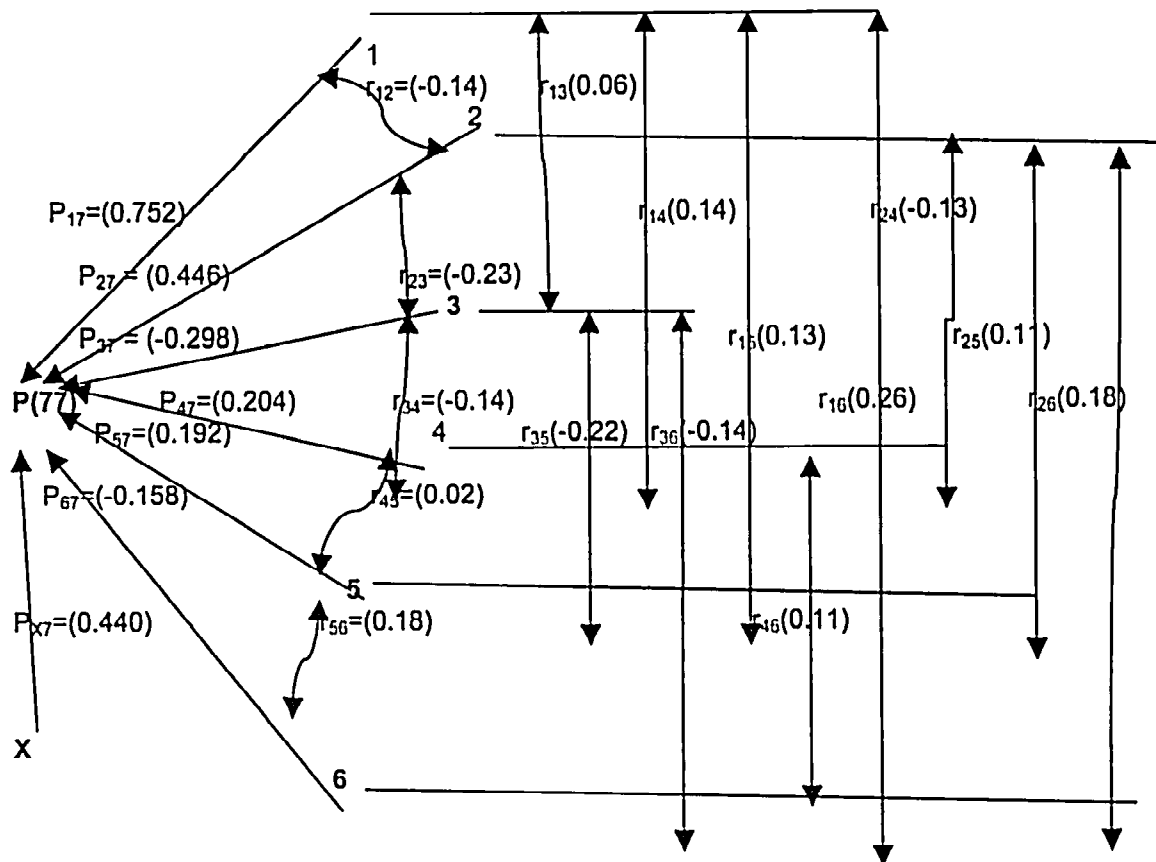 1
r₁₂=(-0.14)
r₁₃(0.06)
2
P₁₇=(0.752)
r₁₄(0.14)
r₂₄(-0.13)
P₂₇ = (0.446)
r₂₃=(-0.23)
3
P₃₇ = (-0.298)
r₁₅(0.13)
r₂₅(0.11)
P(77)
P₄₇=(0.204)
r₃₄=(-0.14)
r₁₆(0.26)
r₂₆(0.18)
P₅₇=(0.192)
4
r₃₅(-0.22)
r₃₆(-0.14)
P₆₇=(-0.158)
r₄₅=(0.02)
5
PX₇=(0.440)
r₅₆=(0.18)
r₄₆(0.11)
X
6